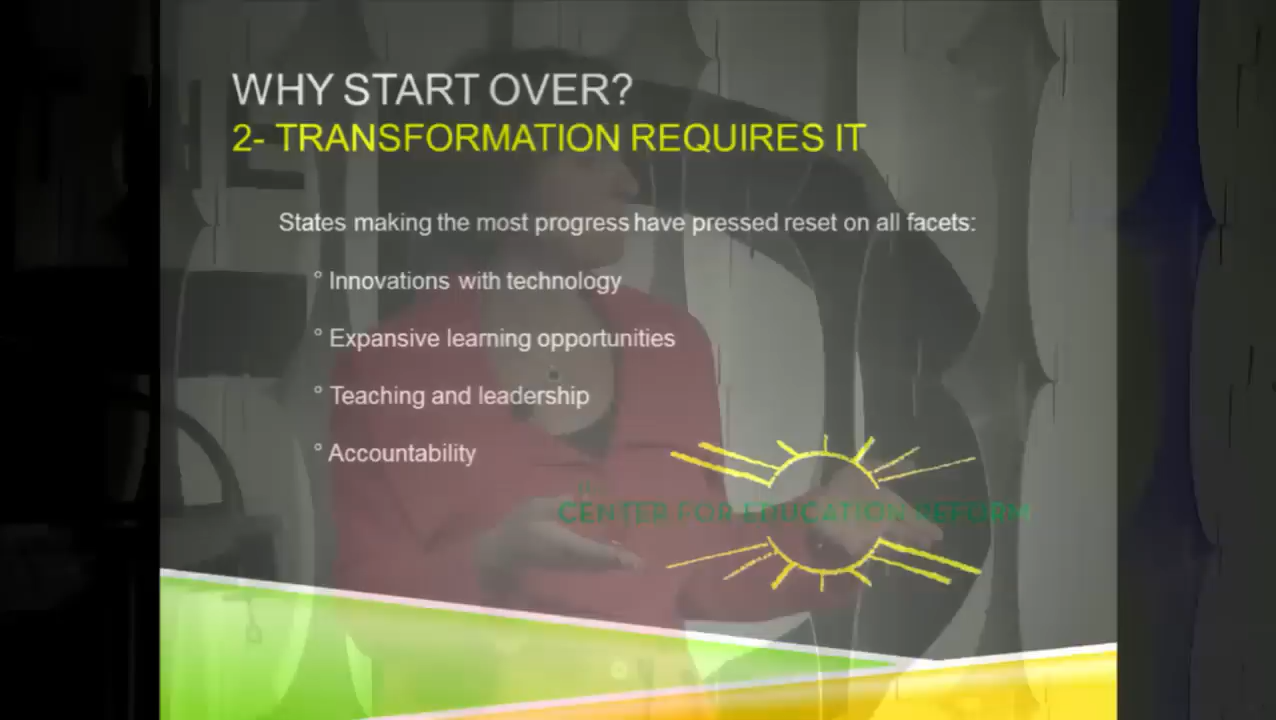 WHY START OVER?
2- TRANSFORMATION REQUIRES IT
States making the most progress have pressed reset on all facets:
° Innovations with technology
° Expansive learning opportunities
° Teaching and leadership
° Accountability
CENTER FOR EDUCATION REFORM